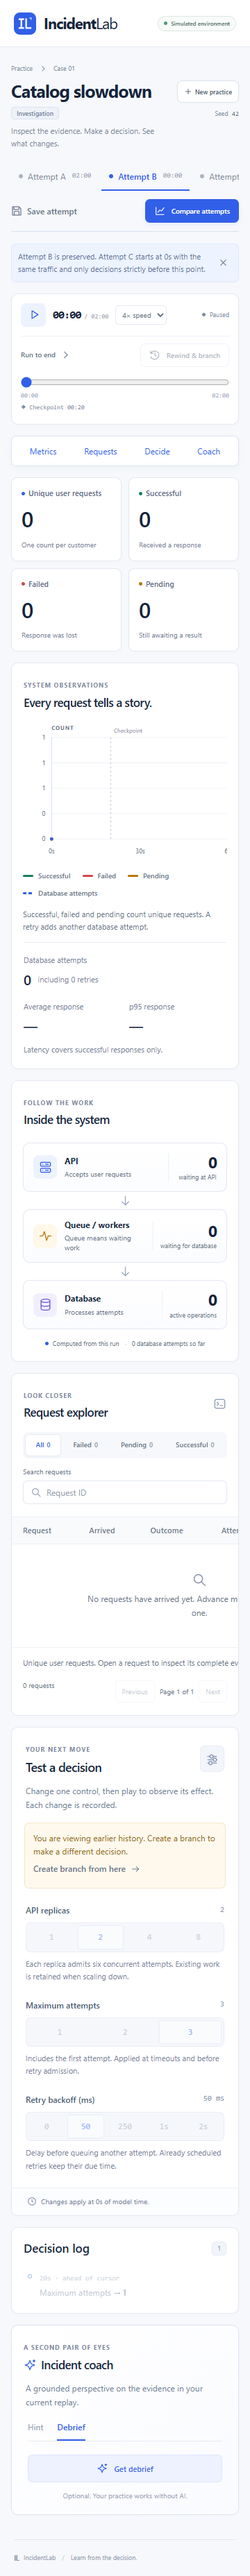 IL IncidentLab
Simulated environment
Practice > Case 01
Catalog slowdown
+ New practice
Investigation
Seed 42
Inspect the evidence. Make a decision. See
what changes.
Attempt A 02:00
Attempt B 00:00
Attempt
Save attempt
Compare attempts
Attempt B is preserved. Attempt C starts at 0s with the
same traffic and only decisions strictly before this point.
00:00 / 02:00
4× speed
Paused
Run to end
Rewind & branch
00:00
02:00
Checkpoint 00:20
Metrics
Requests
Decide
Coach
Unique user requests
0
One count per customer
Successful
0
Received a response
Failed
0
Response was lost
Pending
0
Still awaiting a result
SYSTEM OBSERVATIONS
Every request tells a story.
COUNT
Checkpoint
1
1
1
0
0
0s
30s
6
Successful
Failed
Pending
Database attempts
Successful, failed and pending count unique requests. A
retry adds another database attempt.
Database attempts
0 including 0 retries
Average response
—
p95 response
—
Latency covers successful responses only.
FOLLOW THE WORK
Inside the system
API
Accepts user requests
0
waiting at API
Queue / workers
Queue means waiting
work
0
waiting for database
Database
Processes attempts
0
active operations
Computed from this run · 0 database attempts so far
LOOK CLOSER
Request explorer
All 0
Failed 0
Pending 0
Successful 0
Search requests
Request ID
Request
Arrived
Outcome
Atte
No requests have arrived yet. Advance m
one.
Unique user requests. Open a request to inspect its complete ev
0 requests
Previous
Page 1 of 1
Next
YOUR NEXT MOVE
Test a decision
Change one control, then play to observe its effect.
Each change is recorded.
You are viewing earlier history. Create a branch to
make a different decision.
Create branch from here →
API replicas
2
1
2
4
8
Each replica admits six concurrent attempts. Existing work
is retained when scaling down.
Maximum attempts
3
1
2
3
Includes the first attempt. Applied at timeouts and before
retry admission.
Retry backoff (ms)
50 ms
0
50
250
1s
2s
Delay before queuing another attempt. Already scheduled
retries keep their due time.
Changes apply at 0s of model time.
Decision log
1
20s · ahead of cursor
Maximum attempts → 1
A SECOND PAIR OF EYES
Incident coach
A grounded perspective on the evidence in your
current replay.
Hint
Debrief
Get debrief
Optional. Your practice works without AI.
IL IncidentLab / Learn from the decision.